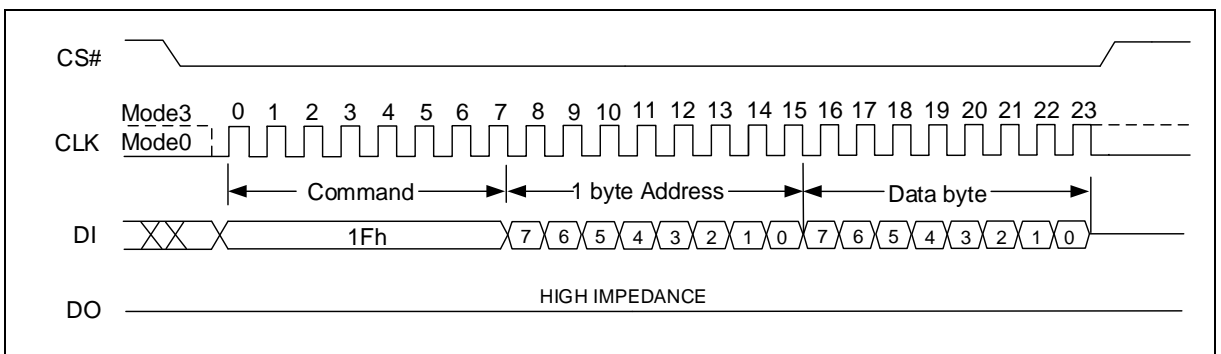 CS#
Mode3 0 1 2 3 4 5 6 7 8 9 10 11 12 13 14 15 16 17 18 19 20 21 22 23
CLK Mode0
Command 1 byte Address Data byte
DI 1Fh 7 6 5 4 3 2 1 0 7 6 5 4 3 2 1 0
HIGH IMPEDANCE
DO